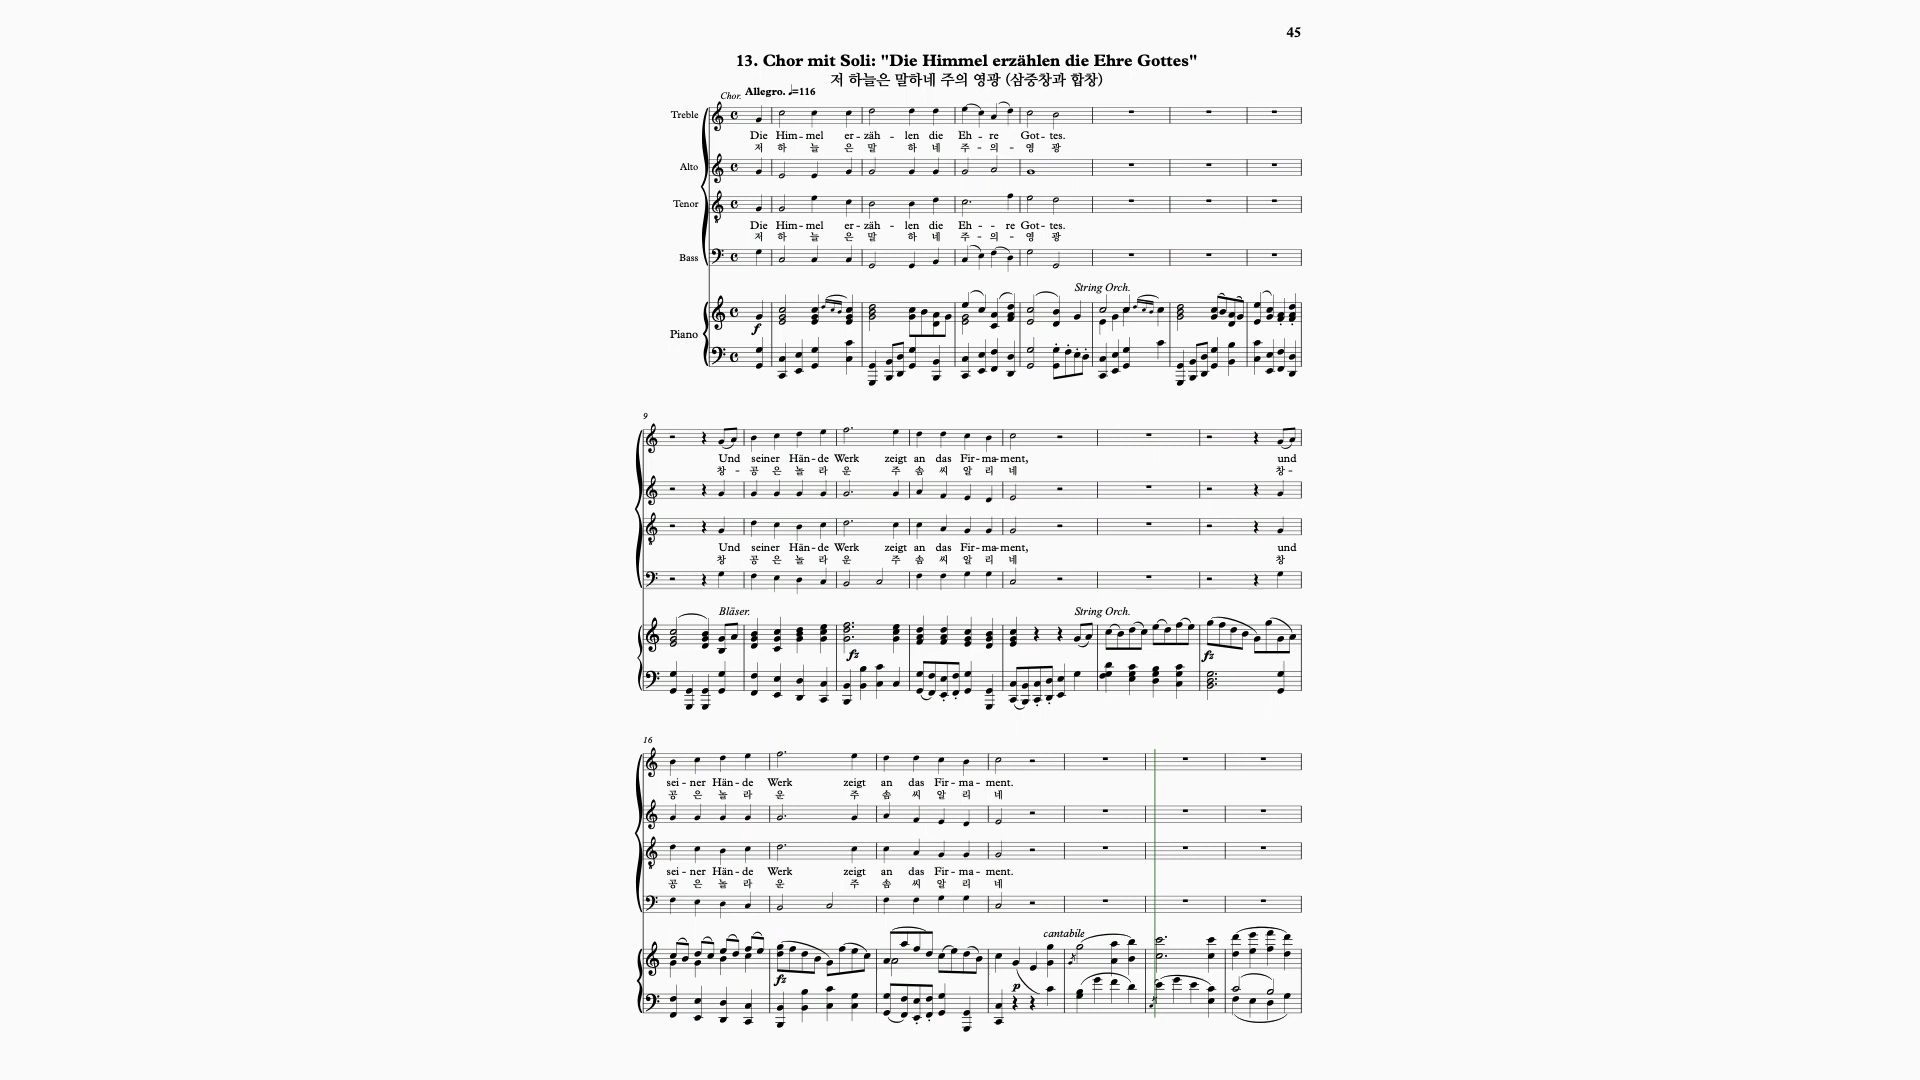 45
13. Chor mit Soli: "Die Himmel erzählen die Ehre Gottes"
저 하늘은 말하네 주의 영광 (삼중창과 합창)
Chor. Allegro. ♩=116
Treble
Die Him-mel er-zäh-len die Eh-re Got-tes.
저 하 늘 은 말 하 네 주-의-영 광
Alto
Tenor
Die Him-mel er-zäh-len die Eh--re Got-tes.
저 하 늘 은 말 하 네 주-의-영 광
Bass
String Orch.
f
Piano
9
Und seiner Hän-de Werk zeigt an das Fir-ma-ment, und
창-공 은 놀 라 운 주 솜 씨 알 리 네 창-
Und seiner Hän-de Werk zeigt an das Fir-ma-ment, und
창 공 은 놀 라 운 주 솜 씨 알 리 네 창
Bläser. String Orch.
fz fz
16
sei-ner Hän-de Werk zeigt an das Fir-ma-ment.
공 은 놀 라 운 주 솜 씨 알 리 네
sei-ner Hän-de Werk zeigt an das Fir-ma-ment.
공 은 놀 라 운 주 솜 씨 알 리 네
cantabile
fz p